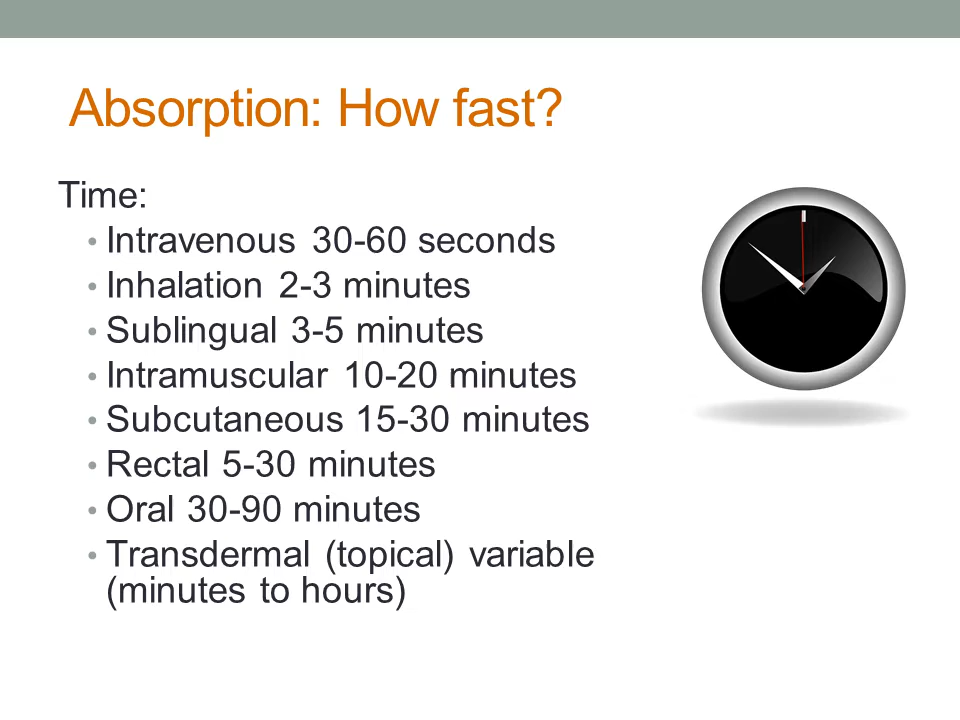 Absorption: How fast?
Time:
• Intravenous 30-60 seconds
• Inhalation 2-3 minutes
• Sublingual 3-5 minutes
• Intramuscular 10-20 minutes
• Subcutaneous 15-30 minutes
• Rectal 5-30 minutes
• Oral 30-90 minutes
• Transdermal (topical) variable
(minutes to hours)